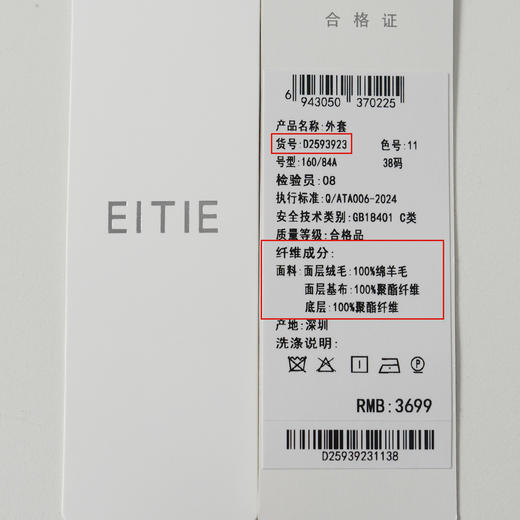 EITIE
合格证
6 943050 370225
产品名称:外套
货号:D2593923 色号:11
号型:160/84A 38码
检验员:08
执行标准:Q/ATA006-2024
安全技术类别:GB18401 C类
质量等级:合格品
纤维成分:
面料:面层绒毛:100%绵羊毛
面层基布:100%聚酯纤维
底层:100%聚酯纤维
产地:深圳
洗涤说明:
P
RMB:3699
D25939231138